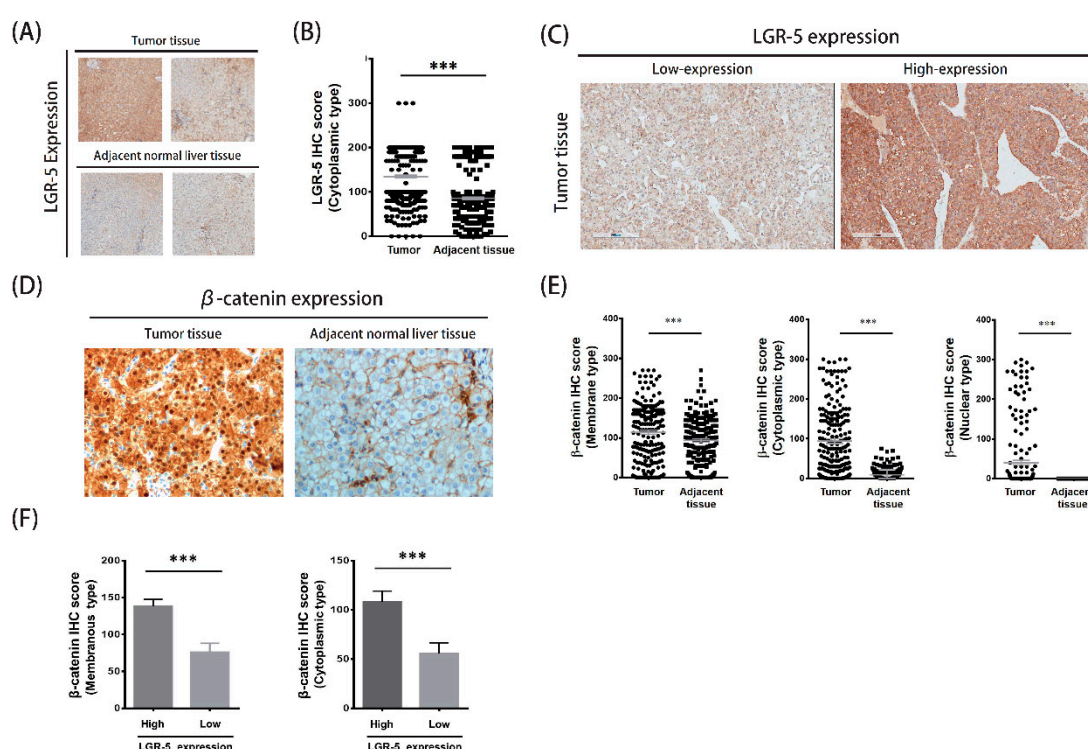 (A)
Tumor tissue
LGR-5 Expression
Adjacent normal liver tissue
(B)
***
LGR-5 IHC score
(Cytoplasmic type)
300
200
100
0
Tumor
Adjacent tissue
(C)
LGR-5 expression
Low-expression
High-expression
Tumor tissue
(D)
β-catenin expression
Tumor tissue
Adjacent normal liver tissue
(E)
***
β-catenin IHC score
(Membrane type)
400
300
200
100
0
Tumor
Adjacent
tissue
***
β-catenin IHC score
(Cytoplasmic type)
400
300
200
100
0
Tumor
Adjacent
tissue
***
β-catenin IHC score
(Nuclear type)
400
300
200
100
0
Tumor
Adjacent
tissue
(F)
***
β-catenin IHC score
(Membranous type)
200
150
100
50
0
High
Low
LGR-5 expression
***
β-catenin IHC score
(Cytoplasmic type)
150
100
50
0
High
Low
LGR-5 expression